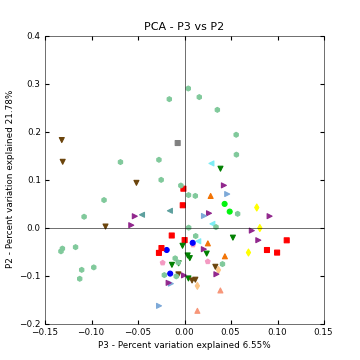 PCA - P3 vs P2
0.4
0.3
0.2
0.1
0.0
−0.1
−0.2
P2 - Percent variation explained 21.78%
−0.15 −0.10 −0.05 0.00 0.05 0.10 0.15
P3 - Percent variation explained 6.55%